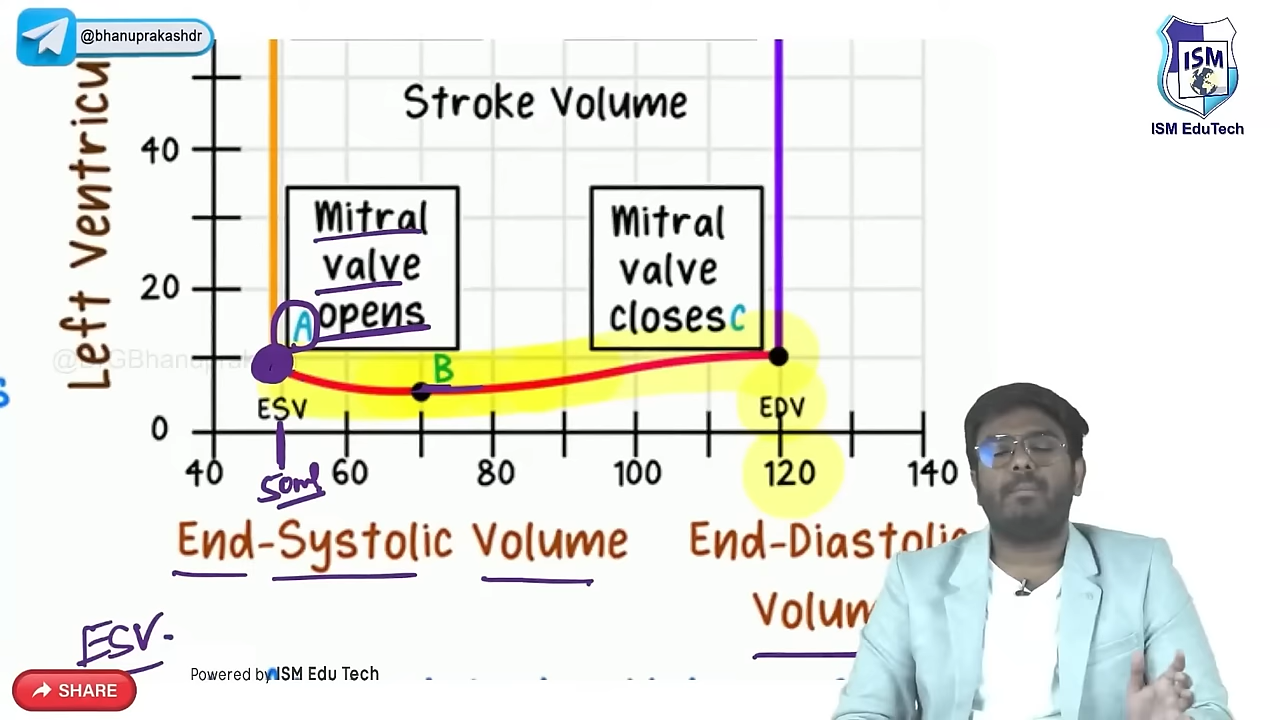 @bhanuprakashdr
ISM
ISM EduTech
Left Ventricu
Stroke Volume
40
20
0
Mitral
valve
opens
A
Mitral
valve
closes
C
B
ESV
EDV
40
60
80
100
120
140
50ml
End-Systolic Volume
End-Diastolic
Volum
ESV-
Powered by ISM Edu Tech
SHARE